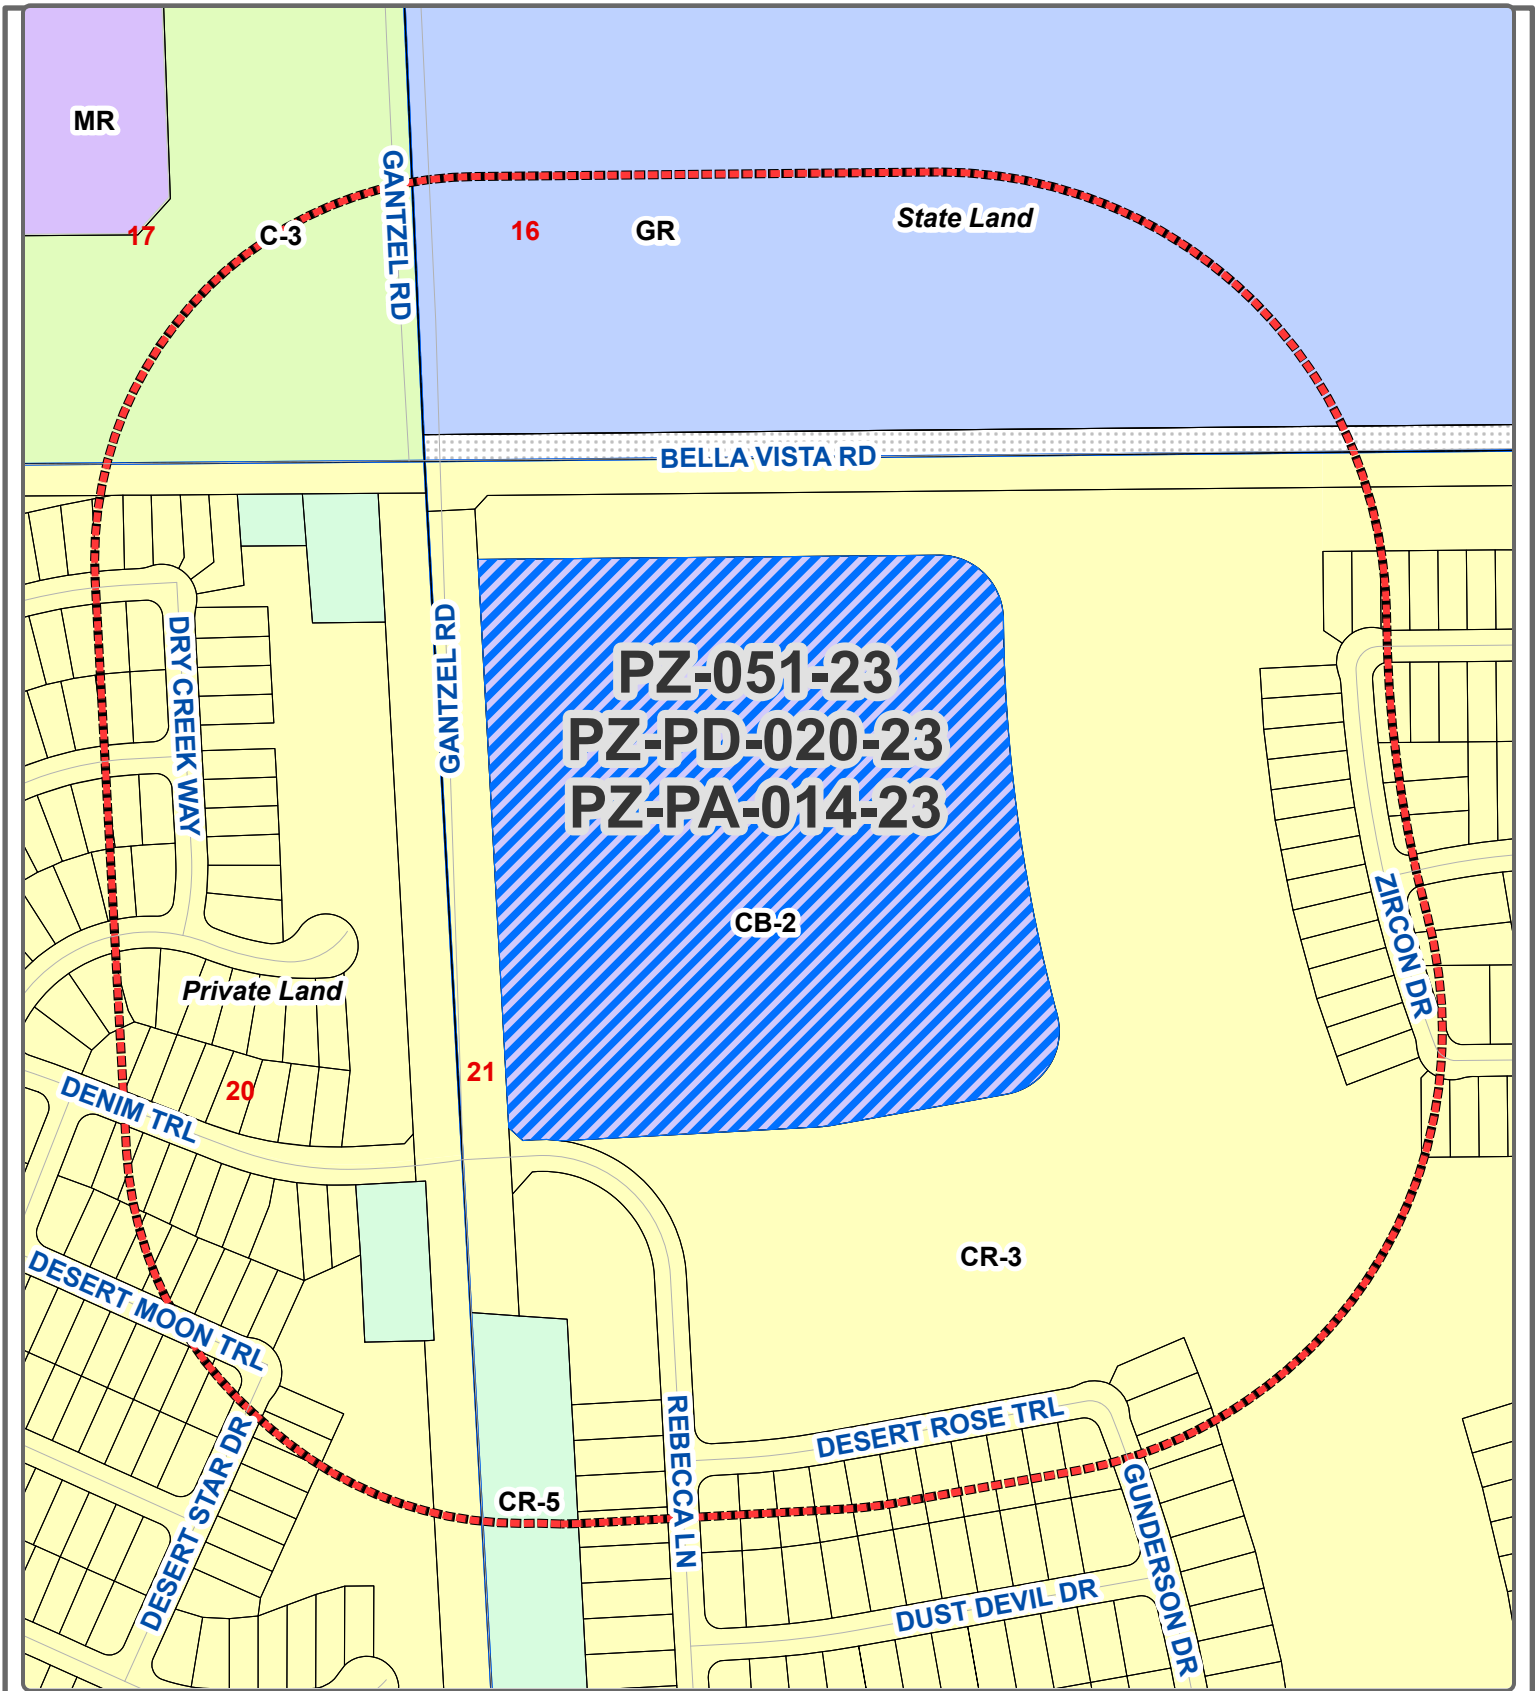 MR
17
C-3
GANTZEL RD
16
GR
State Land
BELLA VISTA RD
DRY CREEK WAY
GANTZEL RD
PZ-051-23
PZ-PD-020-23
PZ-PA-014-23
CB-2
ZIRCON DR
Private Land
20
21
DENIM TRL
DESERT MOON TRL
CR-3
DESERT STAR DR
CR-5
REBECCA LN
DESERT ROSE TRL
GUNDERSON DR
DUST DEVIL DR